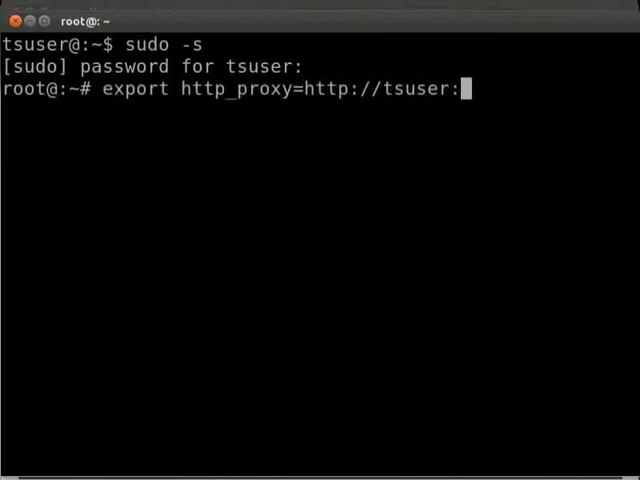 root@: ~
tsuser@:~$ sudo -s
[sudo] password for tsuser:
root@:~# export http_proxy=http://tsuser: